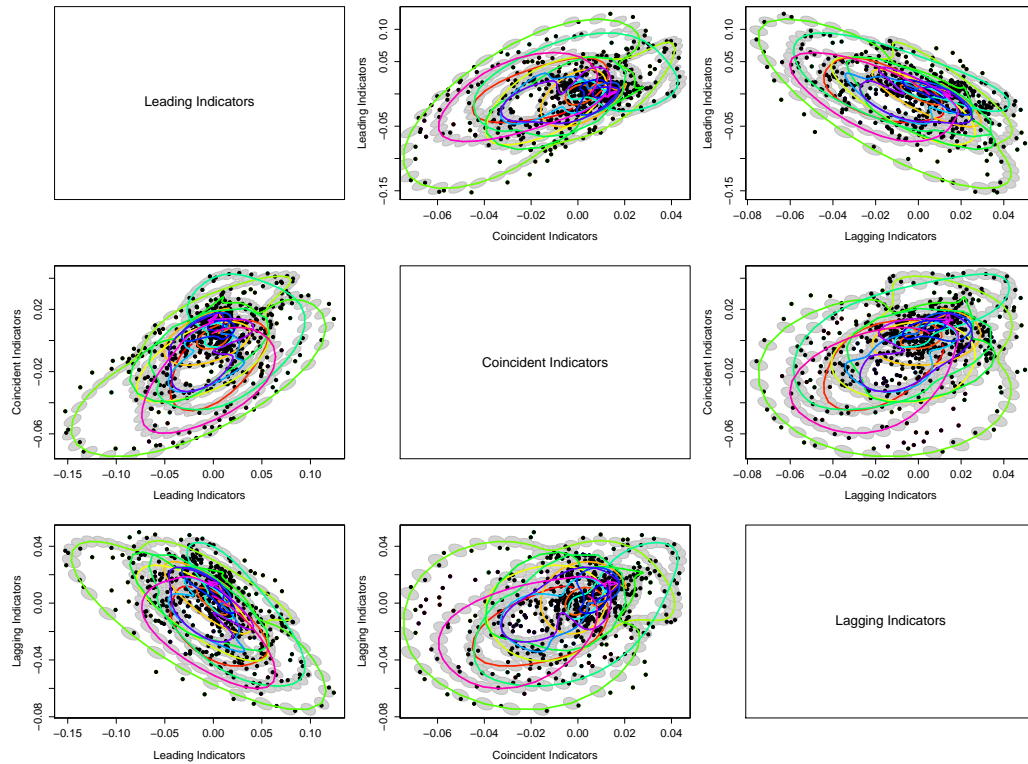 Leading Indicators
Leading Indicators
−0.15 −0.05 0.05 0.10
−0.06 −0.04 −0.02 0.00 0.02 0.04
Coincident Indicators
Leading Indicators
−0.15 −0.05 0.05 0.10
−0.08 −0.06 −0.04 −0.02 0.00 0.02 0.04
Lagging Indicators
Coincident Indicators
−0.06 −0.02 0.02
−0.15 −0.10 −0.05 0.00 0.05 0.10
Leading Indicators
Coincident Indicators
Coincident Indicators
−0.06 −0.02 0.02
−0.08 −0.06 −0.04 −0.02 0.00 0.02 0.04
Lagging Indicators
Lagging Indicators
−0.08 −0.04 0.00 0.04
−0.15 −0.10 −0.05 0.00 0.05 0.10
Leading Indicators
Lagging Indicators
−0.08 −0.04 0.00 0.04
−0.06 −0.04 −0.02 0.00 0.02 0.04
Coincident Indicators
Lagging Indicators